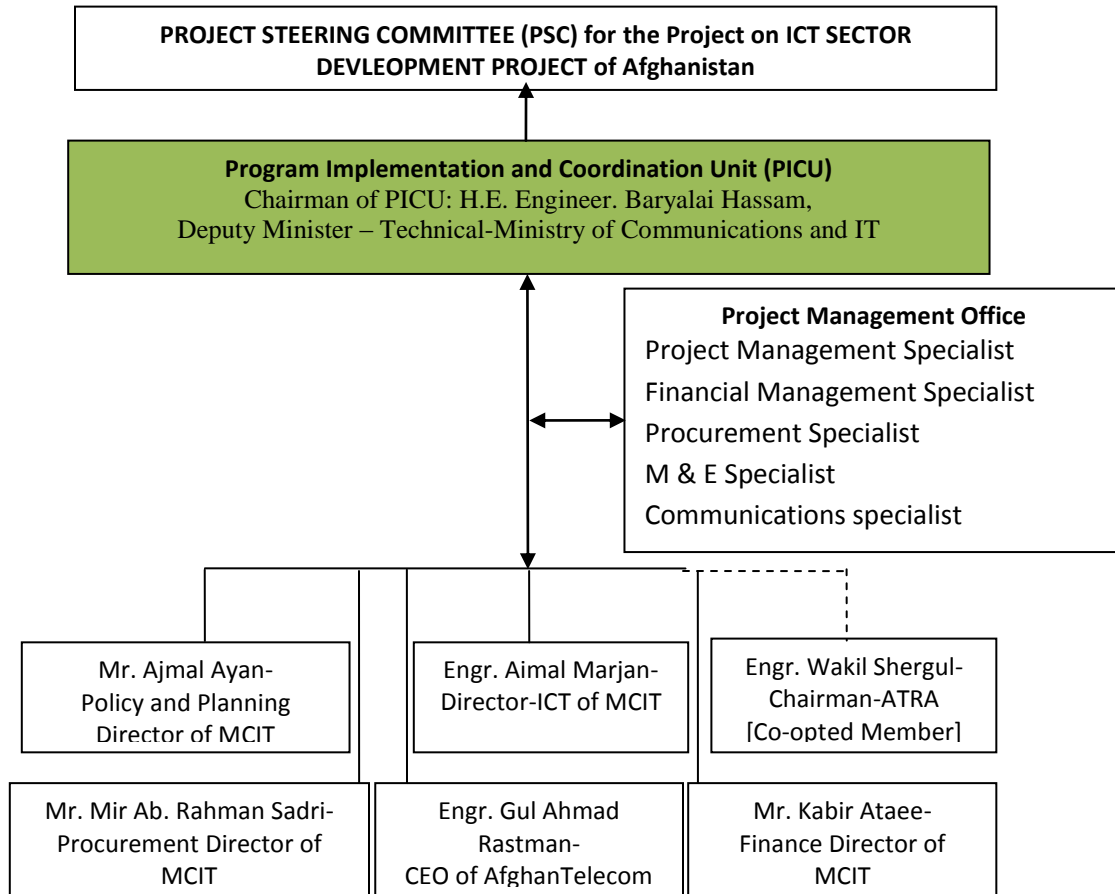 PROJECT STEERING COMMITTEE (PSC) for the Project on ICT SECTOR
DEVLEOPMENT PROJECT of Afghanistan
Program Implementation and Coordination Unit (PICU)
Chairman of PICU: H.E. Engineer. Baryalai Hassam,
Deputy Minister – Technical-Ministry of Communications and IT
Project Management Office
Project Management Specialist
Financial Management Specialist
Procurement Specialist
M & E Specialist
Communications specialist
Mr. Ajmal Ayan-
Policy and Planning
Director of MCIT
Engr. Aimal Marjan-
Director-ICT of MCIT
Engr. Wakil Shergul-
Chairman-ATRA
[Co-opted Member]
Mr. Mir Ab. Rahman Sadri-
Procurement Director of
MCIT
Engr. Gul Ahmad
Rastman-
CEO of AfghanTelecom
Mr. Kabir Ataee-
Finance Director of
MCIT